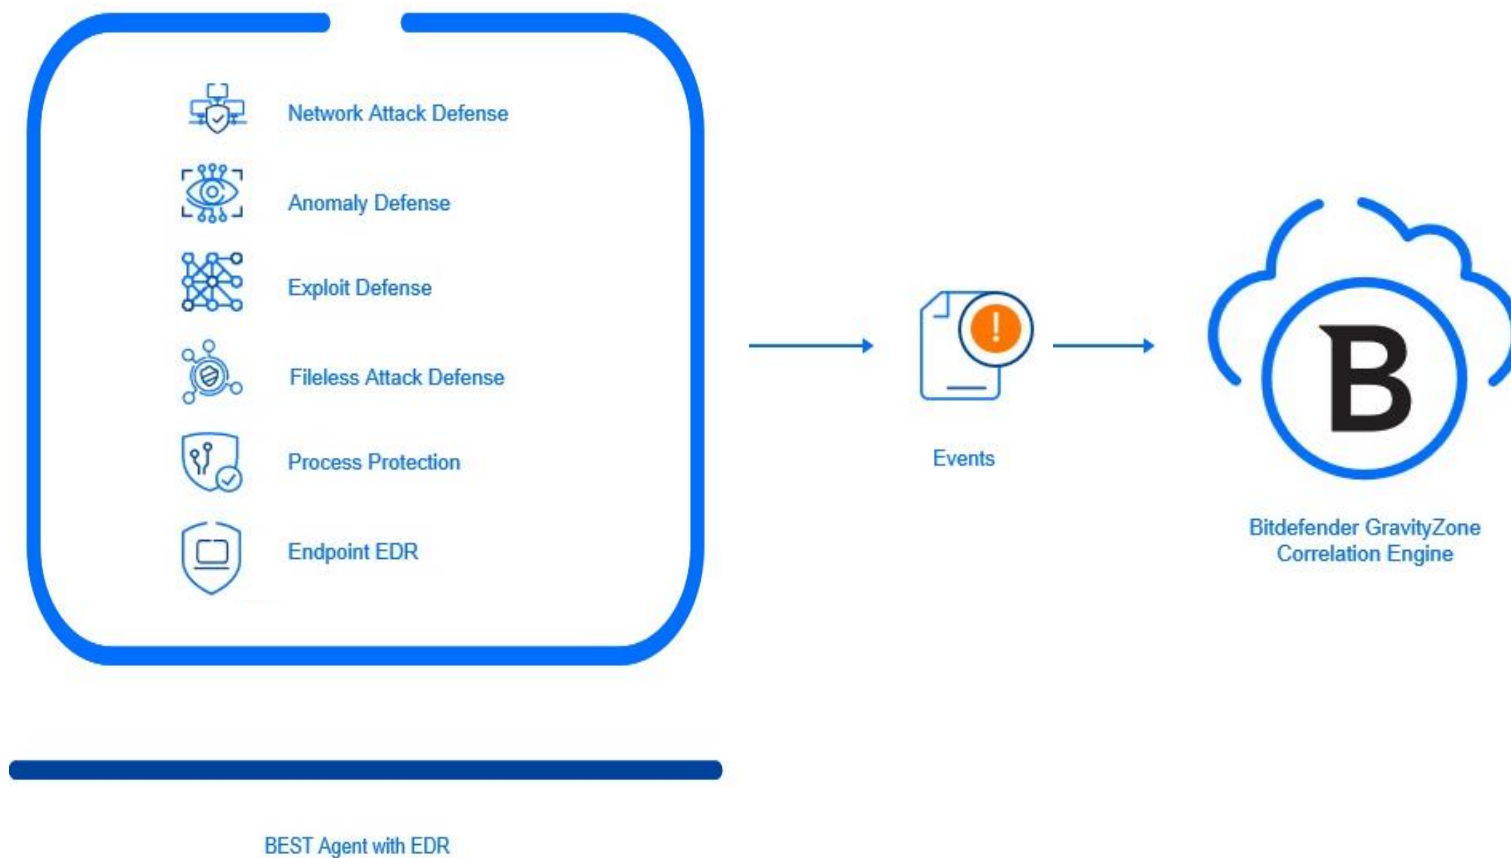 Network Attack Defense
Anomaly Defense
Exploit Defense
Fileless Attack Defense
Process Protection
Endpoint EDR
BEST Agent with EDR
!
Events
B
Bitdefender GravityZone
Correlation Engine